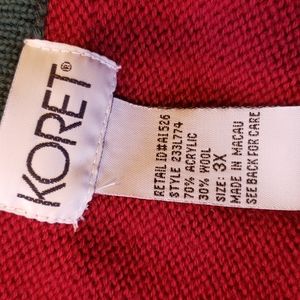 KORET®
RETAIL ID#A1526
STYLE 233L774
70% ACRYLIC
30% WOOL
SIZE: 3X
MADE IN MACAU
SEE BACK FOR CARE